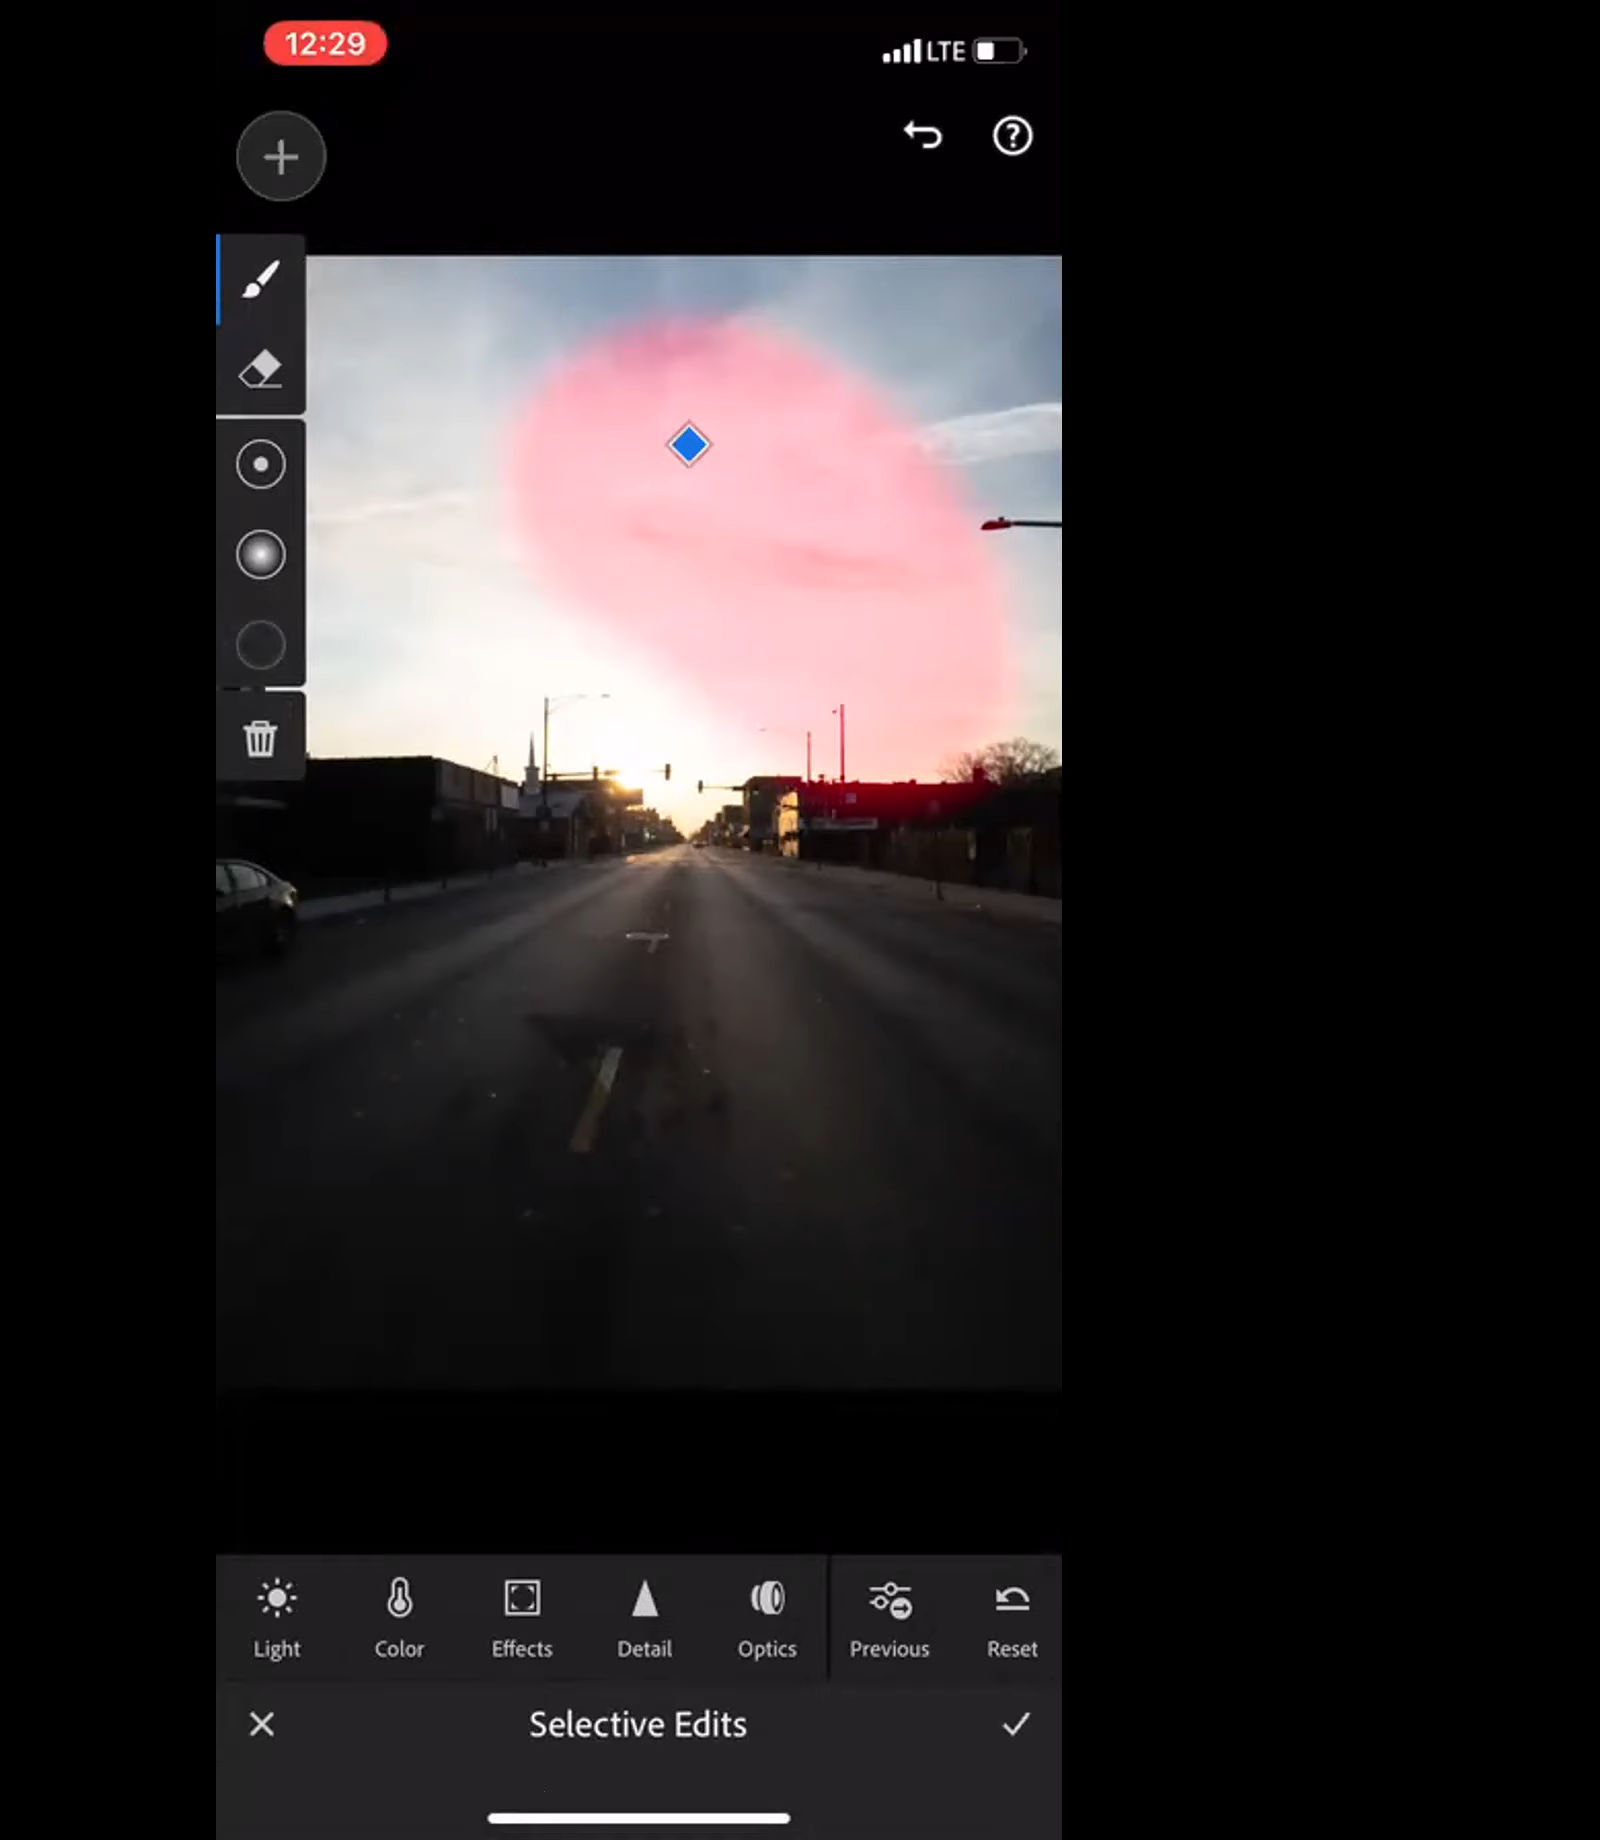 12:29
LTE
Light
Color
Effects
Detail
Optics
Previous
Reset
Selective Edits